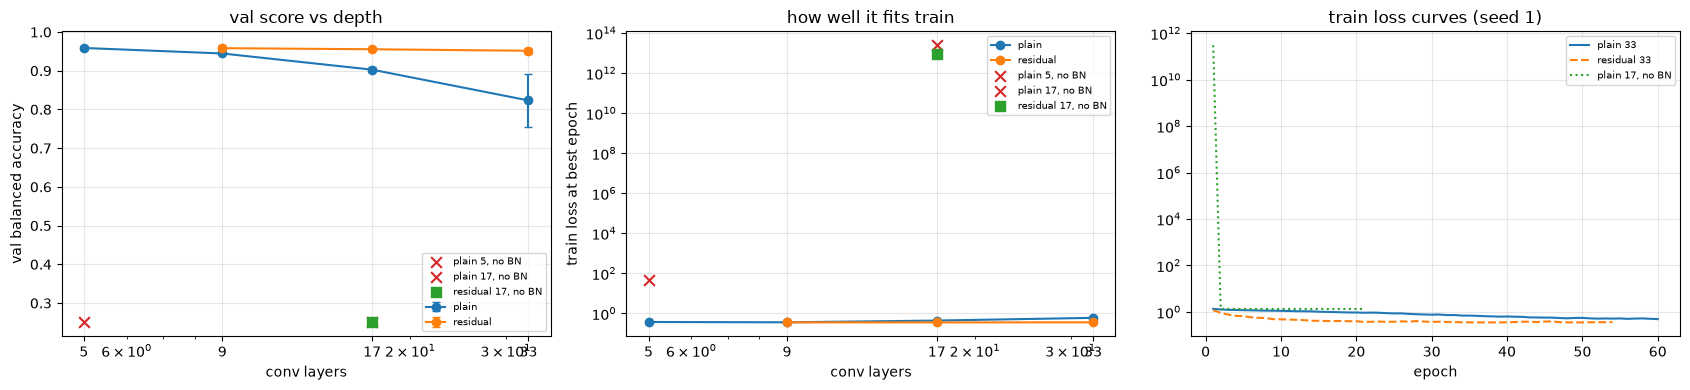 val score vs depth
val balanced accuracy
1.0
0.9
0.8
0.7
0.6
0.5
0.4
0.3
plain 5, no BN
plain 17, no BN
residual 17, no BN
plain
residual
5 6 × 10⁰ 9 17 2 × 10¹ 3 × 10¹ 33
conv layers
how well it fits train
train loss at best epoch
10¹⁴
10¹²
10¹⁰
10⁸
10⁶
10⁴
10²
10⁰
plain
residual
plain 5, no BN
plain 17, no BN
residual 17, no BN
5 6 × 10⁰ 9 17 2 × 10¹ 3 × 10¹ 33
conv layers
train loss curves (seed 1)
10¹²
10¹⁰
10⁸
10⁶
10⁴
10²
10⁰
plain 33
residual 33
plain 17, no BN
0 10 20 30 40 50 60
epoch